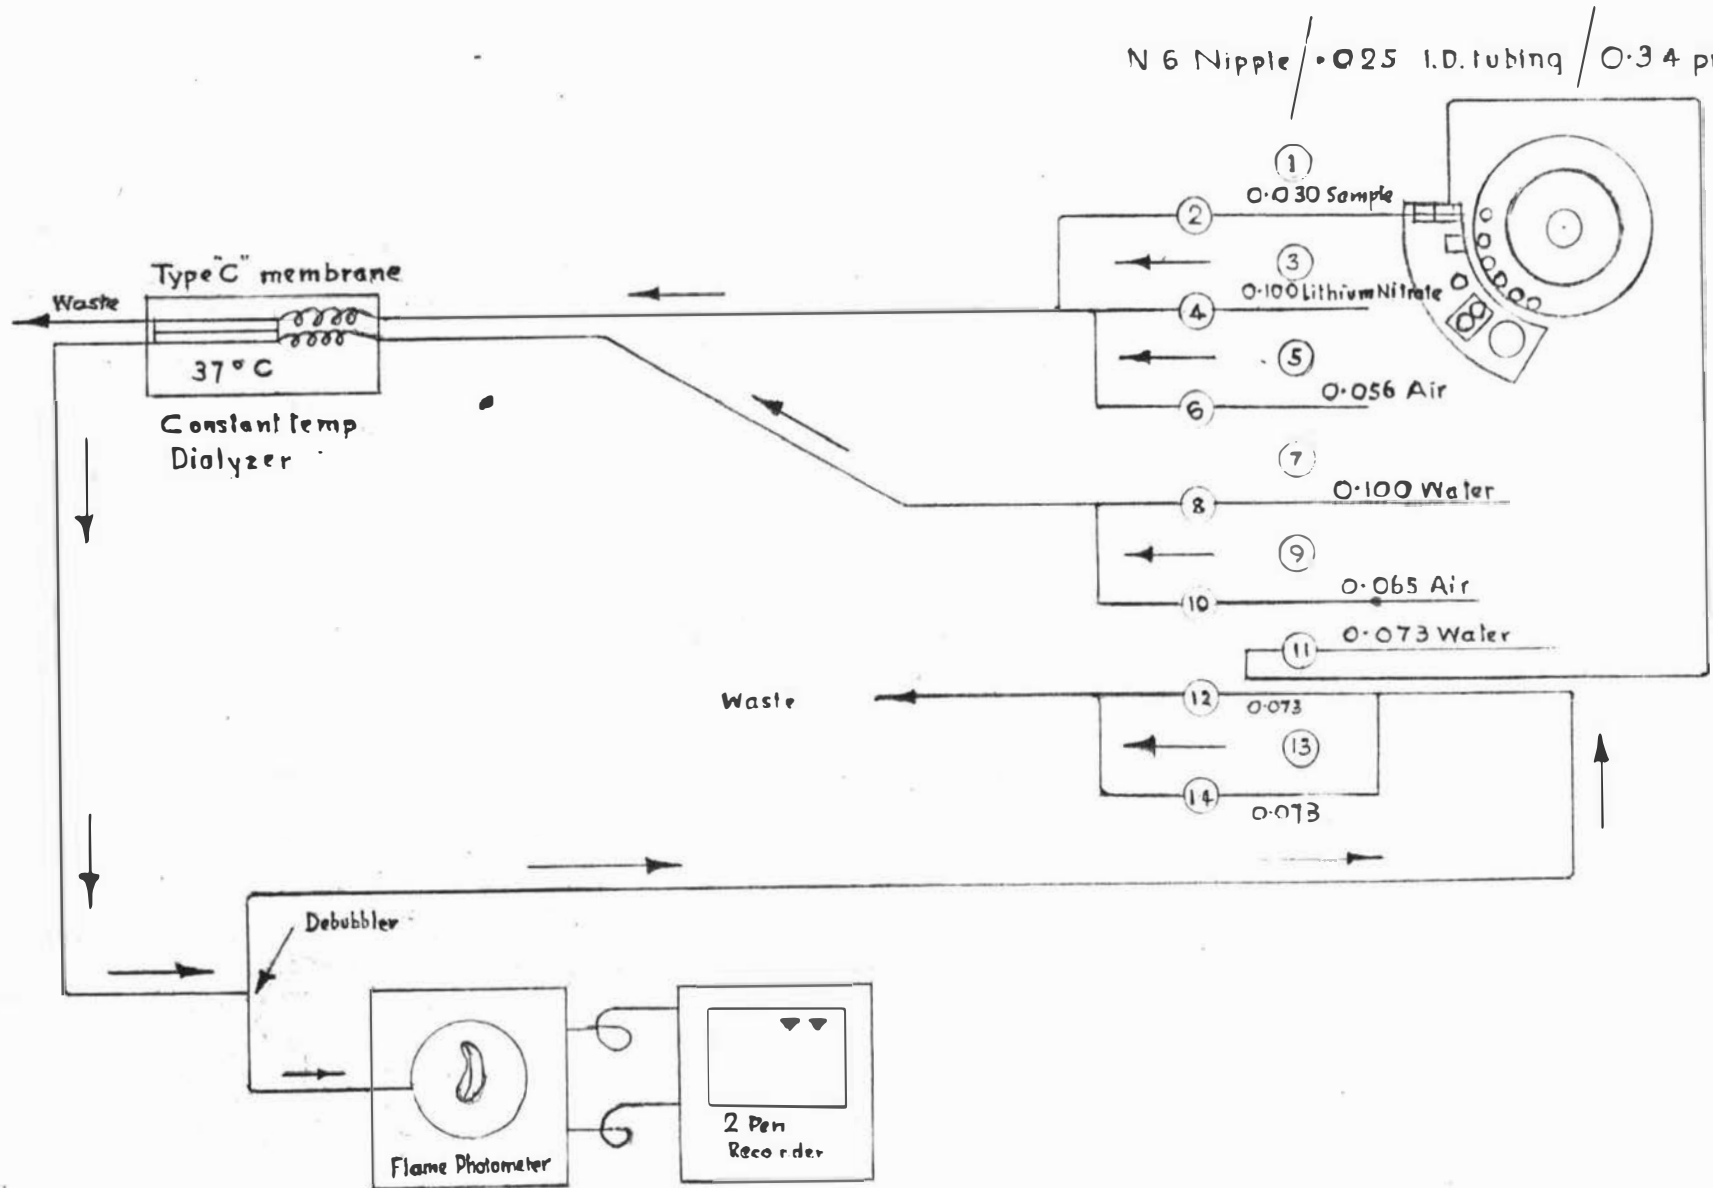 N 6 Nipple / .025 I.D. tubing / 0.34
1
0.030 Sample
2
3
0.100 Lithium Nitrate
4
5
0.056 Air
6
7
0.100 Water
8
9
0.065 Air
10
0.073 Water
11
Waste
12
0.073
13
14
0.073
Type "C" membrane
Waste
37°C
Constant temp
Dialyzer
Debubbler
Flame Photometer
2 Pen
Recorder